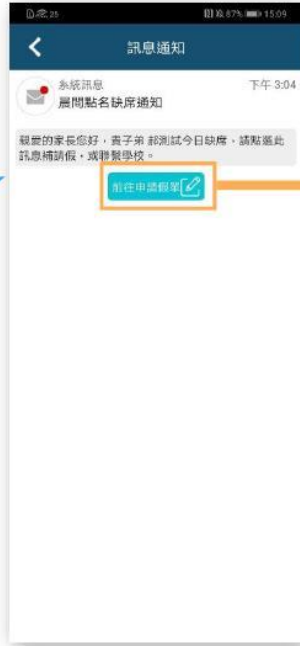 87% 15:09
訊息通知
系統訊息 下午 3:04
晨間點名缺席通知
親愛的家長您好，貴子弟 郝測試今日缺席，請點選此
訊息補請假，或聯繫學校。
前往申請假單